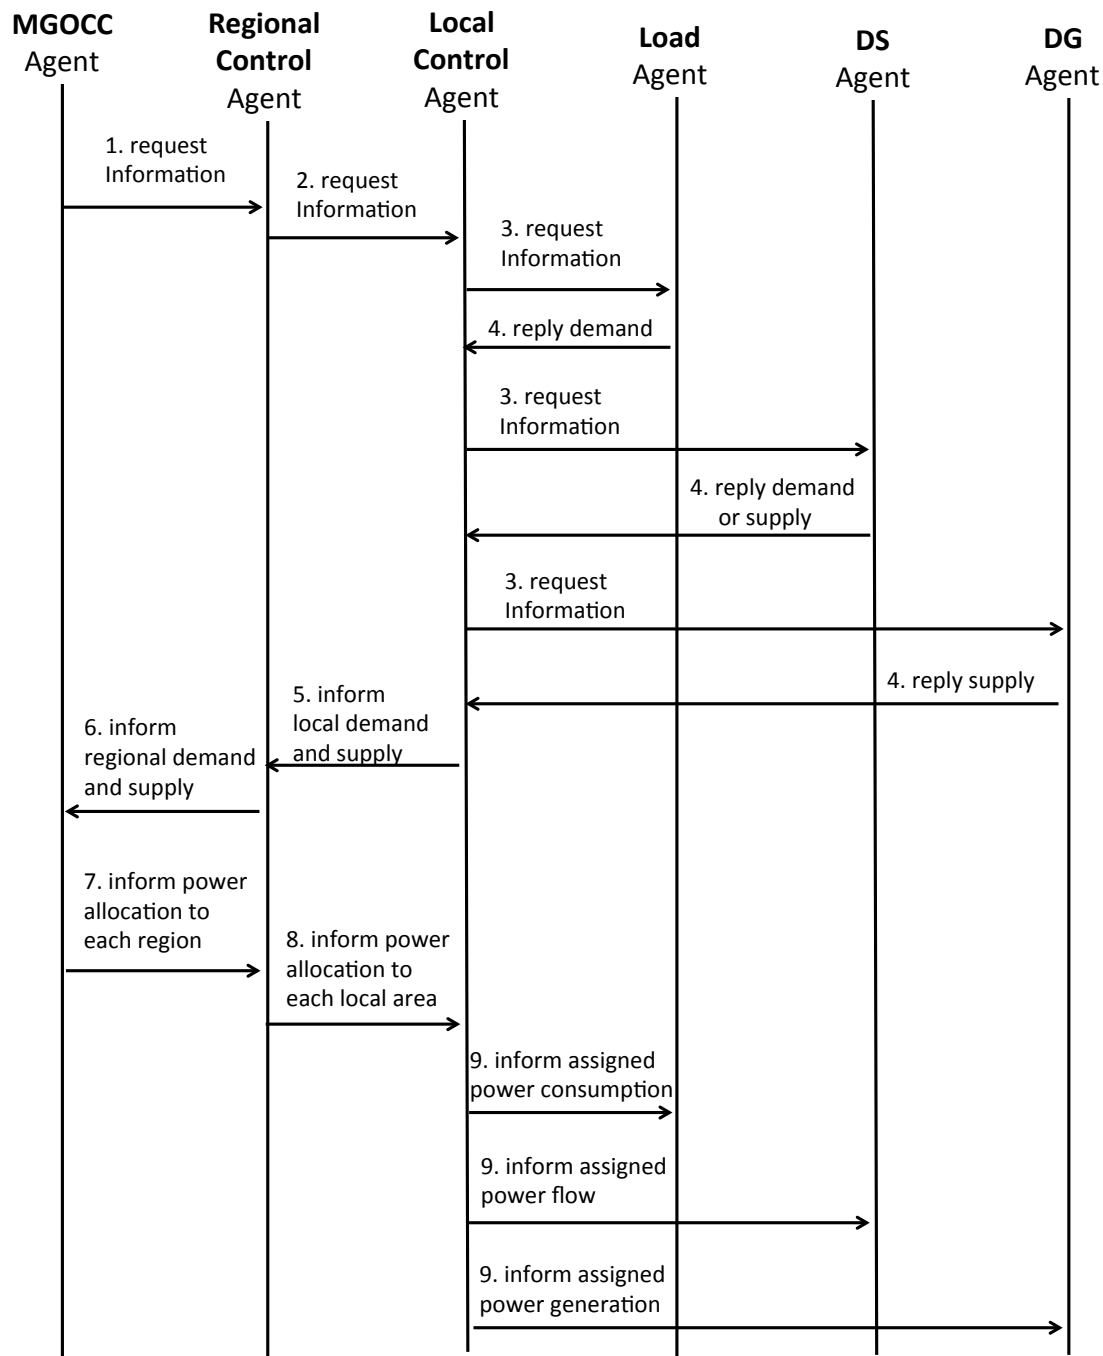 MGOCC
Agent
Regional
Control
Agent
Local
Control
Agent
Load
Agent
DS
Agent
DG
Agent
1. request
Information
2. request
Information
3. request
Information
4. reply demand
3. request
Information
4. reply demand
or supply
3. request
Information
4. reply supply
5. inform
local demand
and supply
6. inform
regional demand
and supply
7. inform power
allocation to
each region
8. inform power
allocation to
each local area
9. inform assigned
power consumption
9. inform assigned
power flow
9. inform assigned
power generation